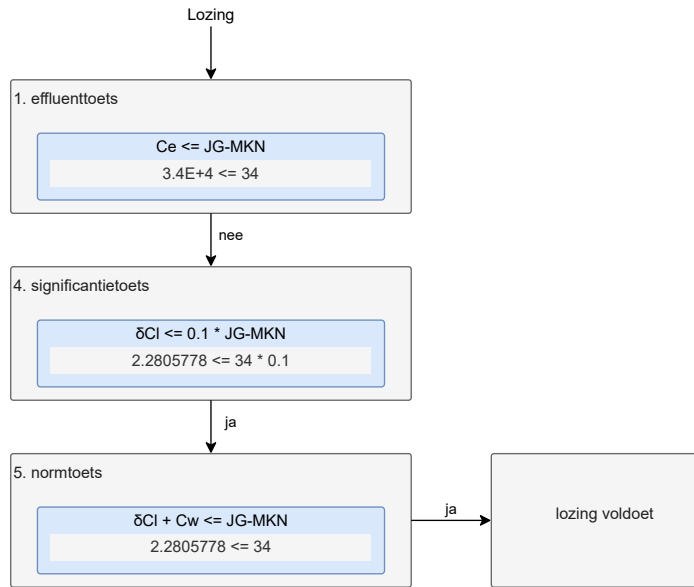 Lozing
1. effluenttoets
Ce <= JG-MKN
3.4E+4 <= 34
nee
4. significantietoets
δCl <= 0.1 * JG-MKN
2.2805778 <= 34 * 0.1
ja
5. normtoets
δCl + Cw <= JG-MKN
2.2805778 <= 34
ja
lozing voldoet